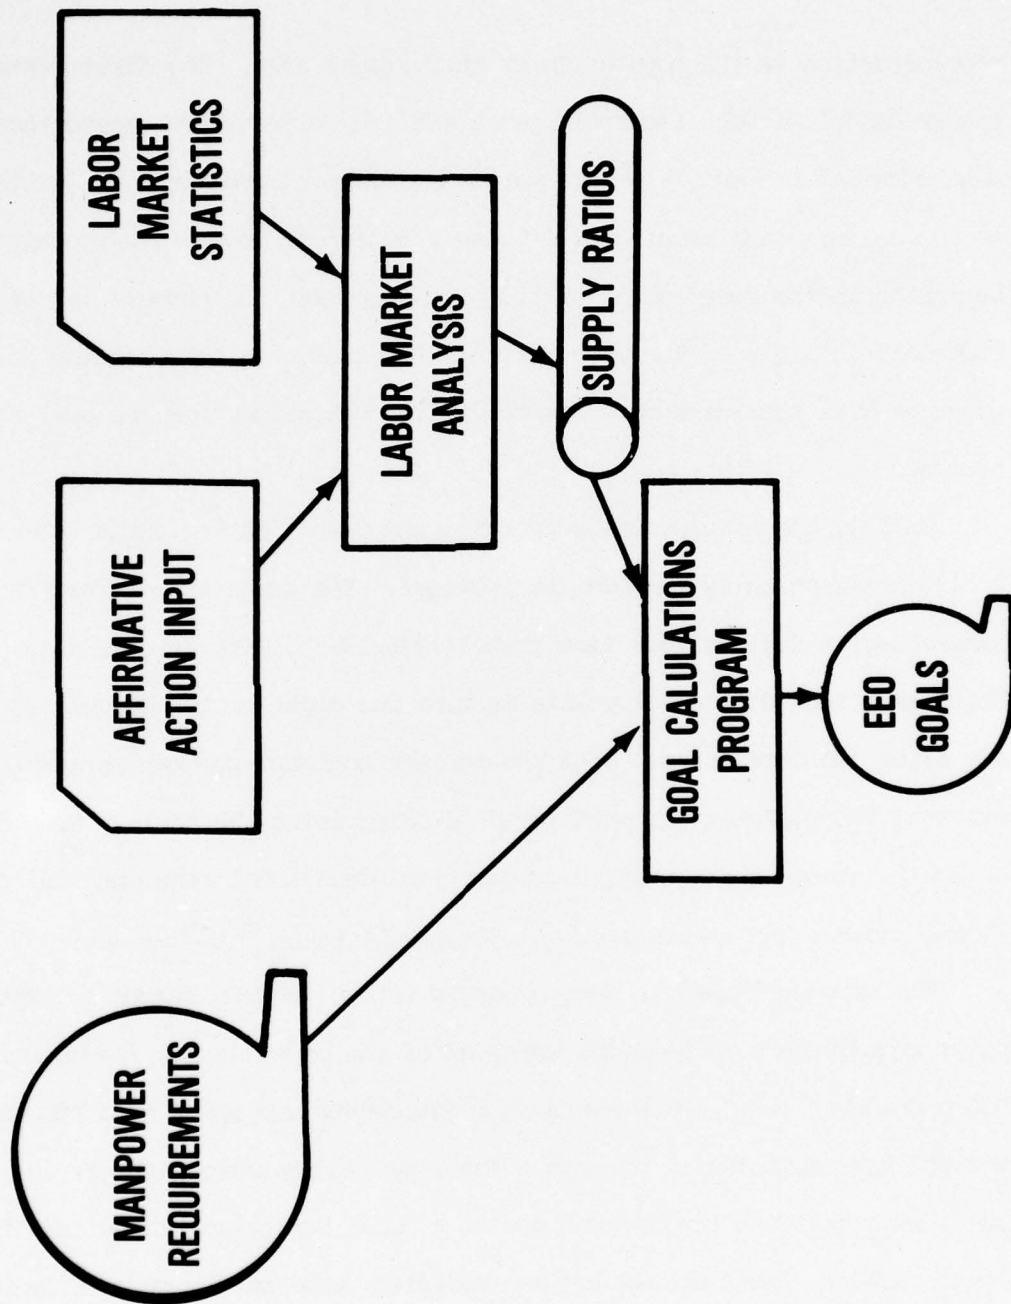 MANPOWER
REQUIREMENTS
AFFIRMATIVE
ACTION INPUT
LABOR
MARKET
STATISTICS
LABOR MARKET
ANALYSIS
SUPPLY RATIOS
GOAL CALULATIONS
PROGRAM
EEO
GOALS